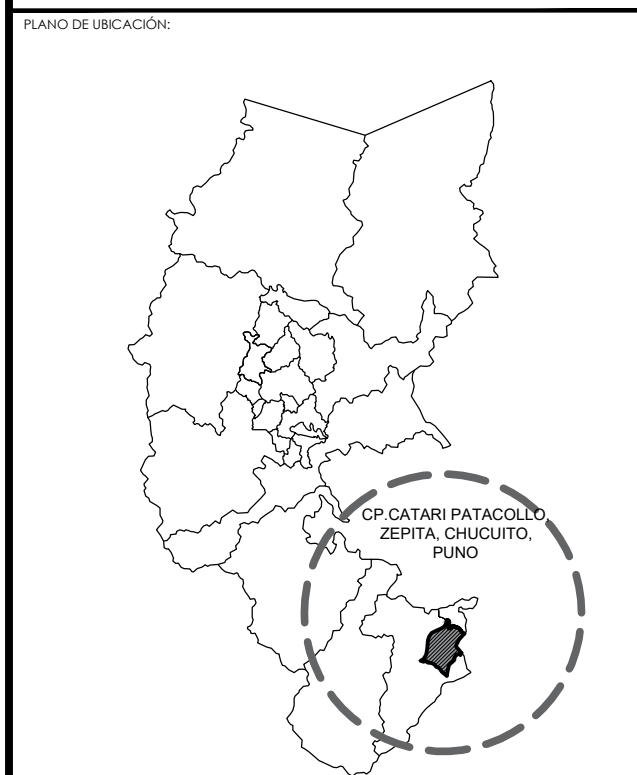 PLANO DE UBICACIÓN:
CP.CATARI PATACOLLO,
ZEPITA, CHUCUITO,
PUNO